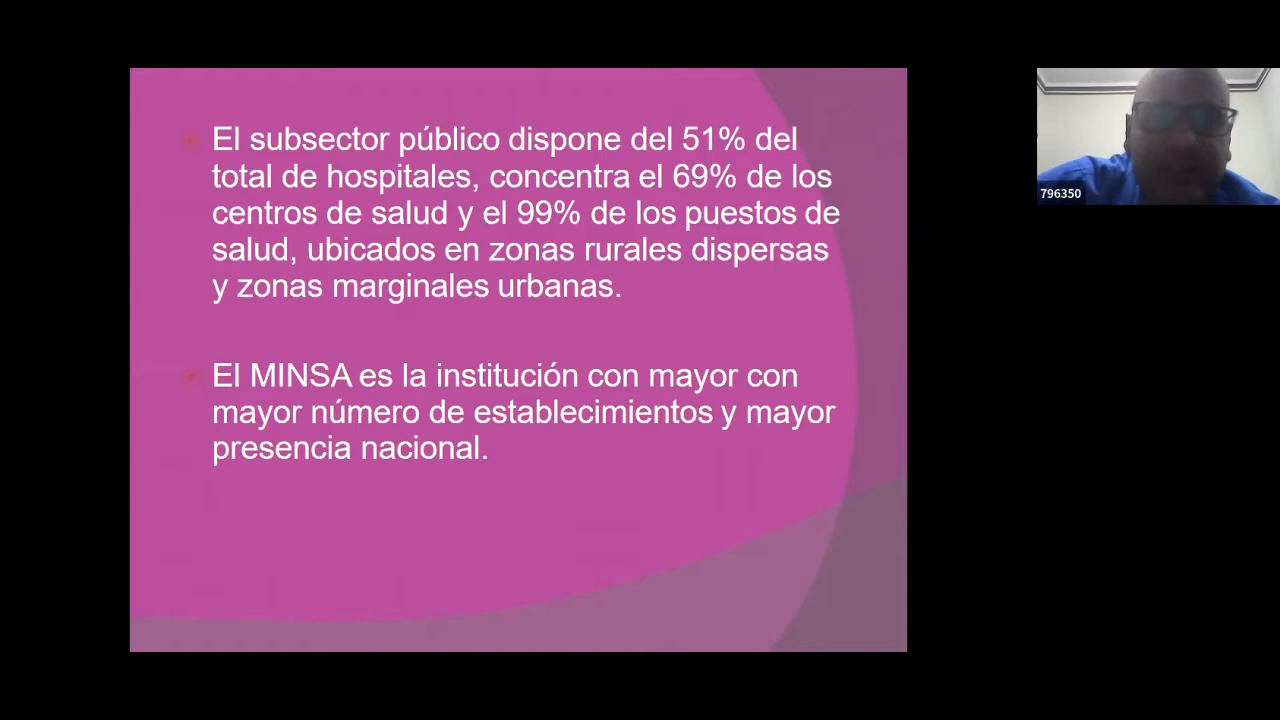 El subsector público dispone del 51% del
total de hospitales, concentra el 69% de los
centros de salud y el 99% de los puestos de
salud, ubicados en zonas rurales dispersas
y zonas marginales urbanas.
El MINSA es la institución con mayor con
mayor número de establecimientos y mayor
presencia nacional.
796350